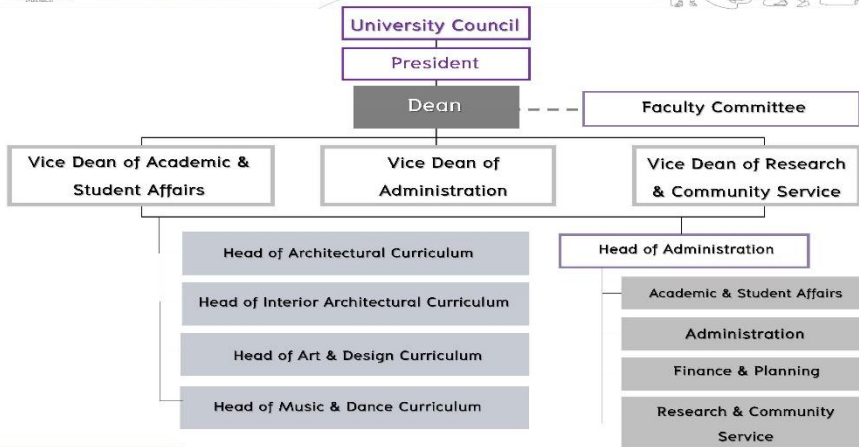 University Council
President
Dean
Faculty Committee
Vice Dean of Academic &
Student Affairs
Vice Dean of
Administration
Vice Dean of Research
& Community Service
Head of Architectural Curriculum
Head of Interior Architectural Curriculum
Head of Art & Design Curriculum
Head of Music & Dance Curriculum
Head of Administration
Academic & Student Affairs
Administration
Finance & Planning
Research & Community
Service